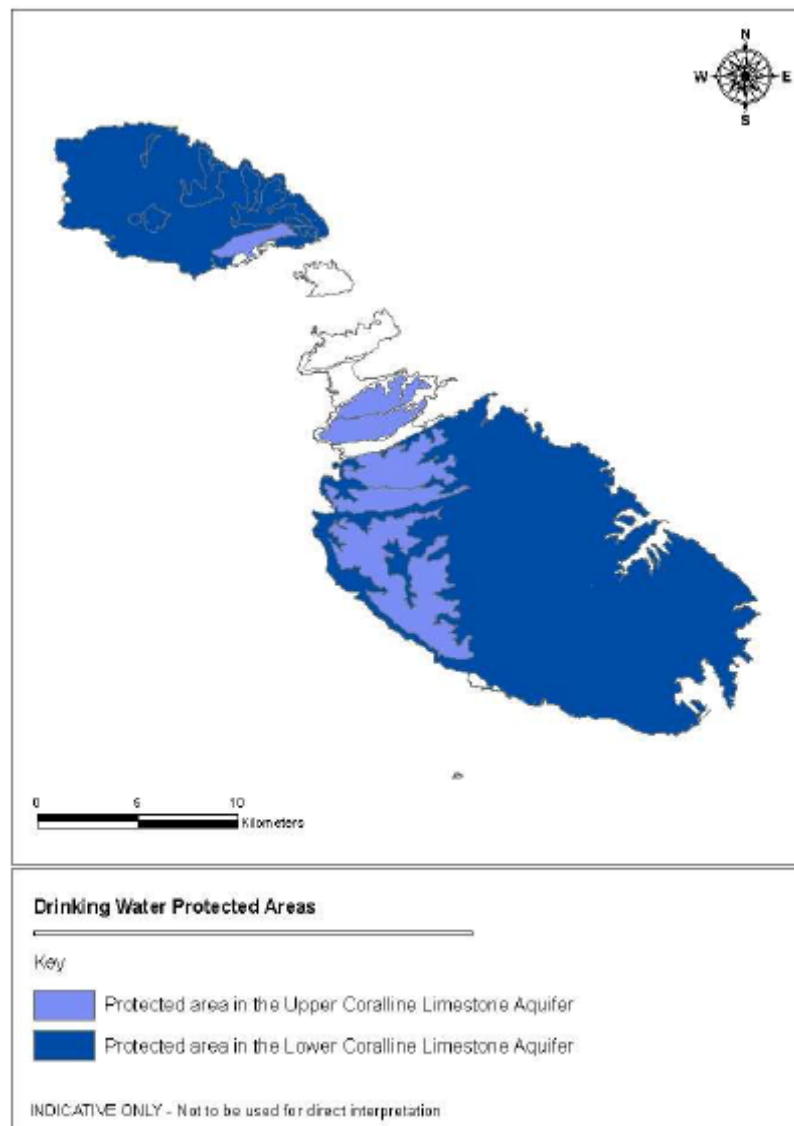 N
W E
S
0 5 10
Kilometers
Drinking Water Protected Areas
Key
Protected area in the Upper Coralline Limestone Aquifer
Protected area in the Lower Coralline Limestone Aquifer
INDICATIVE ONLY - Not to be used for direct interpretation